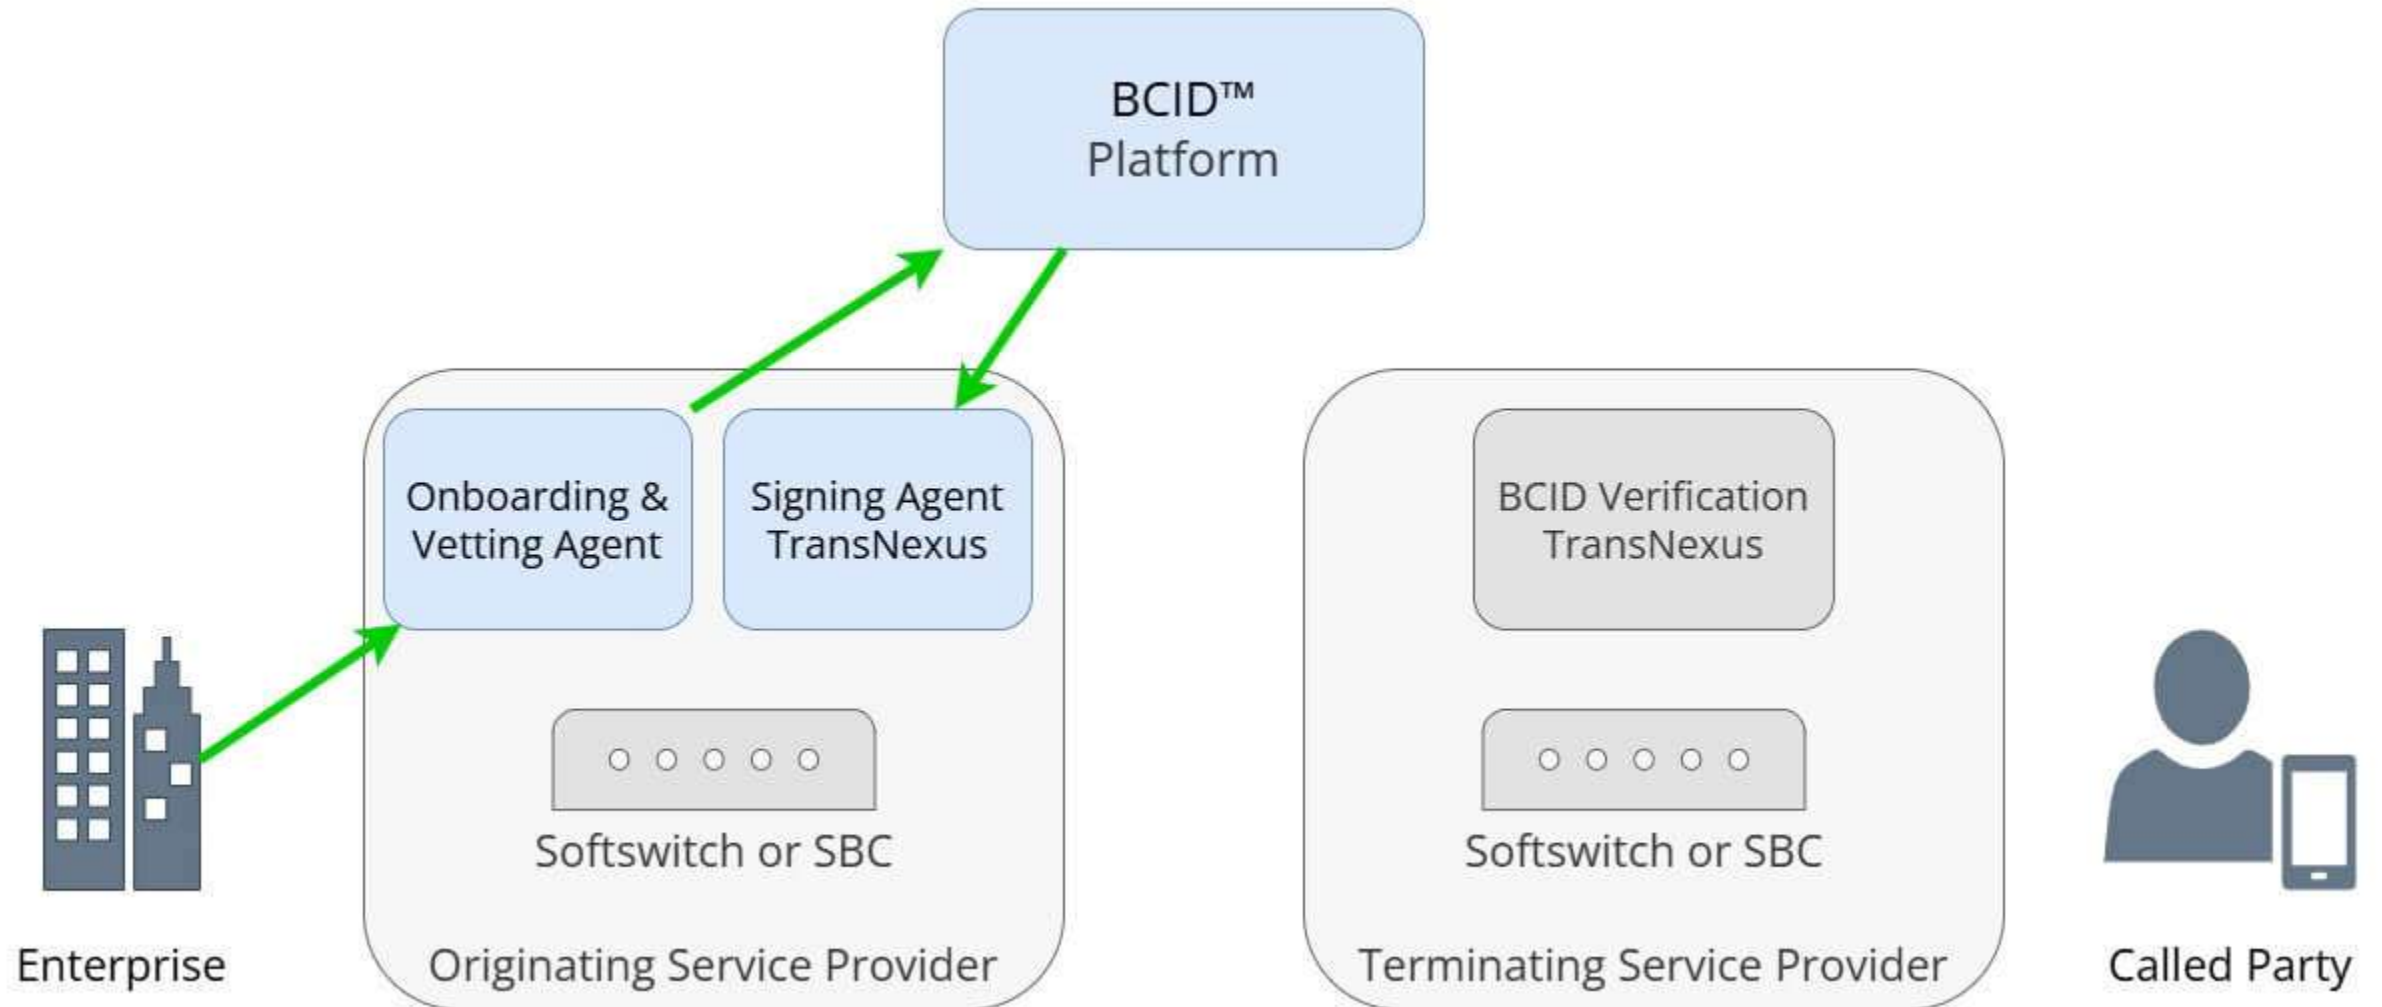 BCID™
Platform
Onboarding &
Vetting Agent
Signing Agent
TransNexus
BCID Verification
TransNexus
Softswitch or SBC
Softswitch or SBC
Enterprise
Originating Service Provider
Terminating Service Provider
Called Party